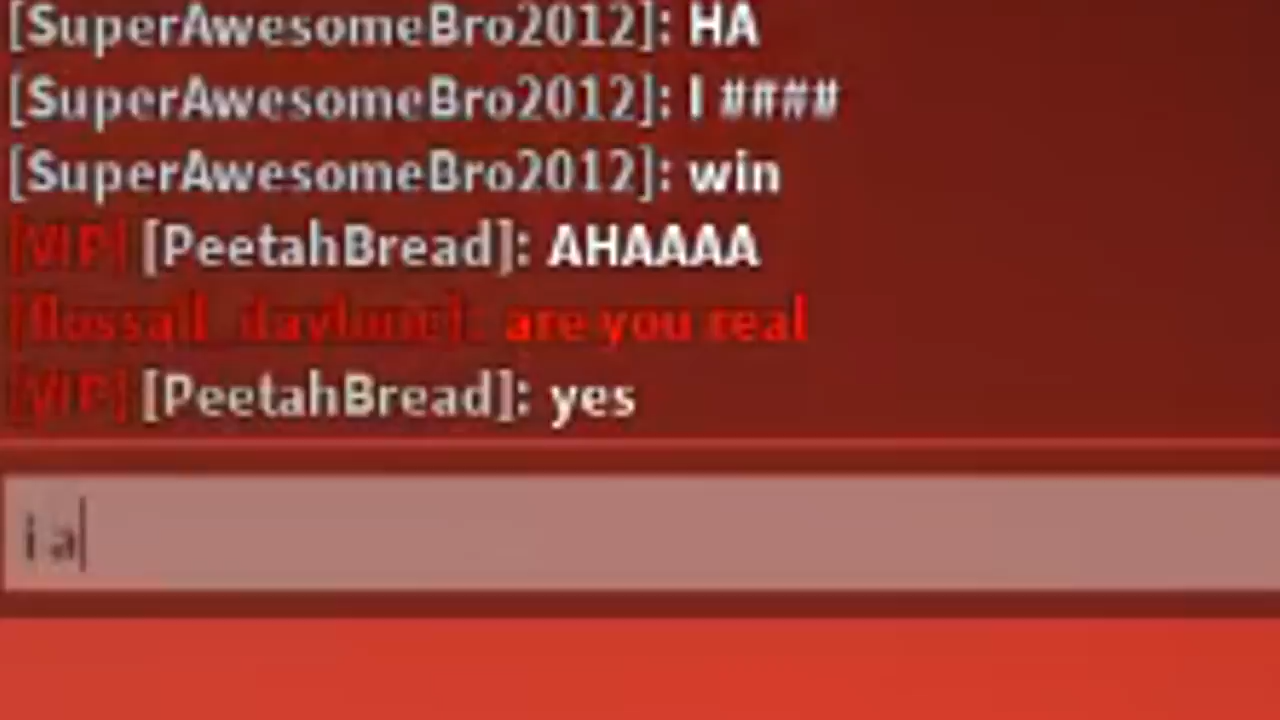 [SuperAwesomeBro2012]: HA
[SuperAwesomeBro2012]: I ####
[SuperAwesomeBro2012]: win
[VIP] [PeetahBread]: AHAAAA
are you real
[VIP] [PeetahBread]: yes
i a